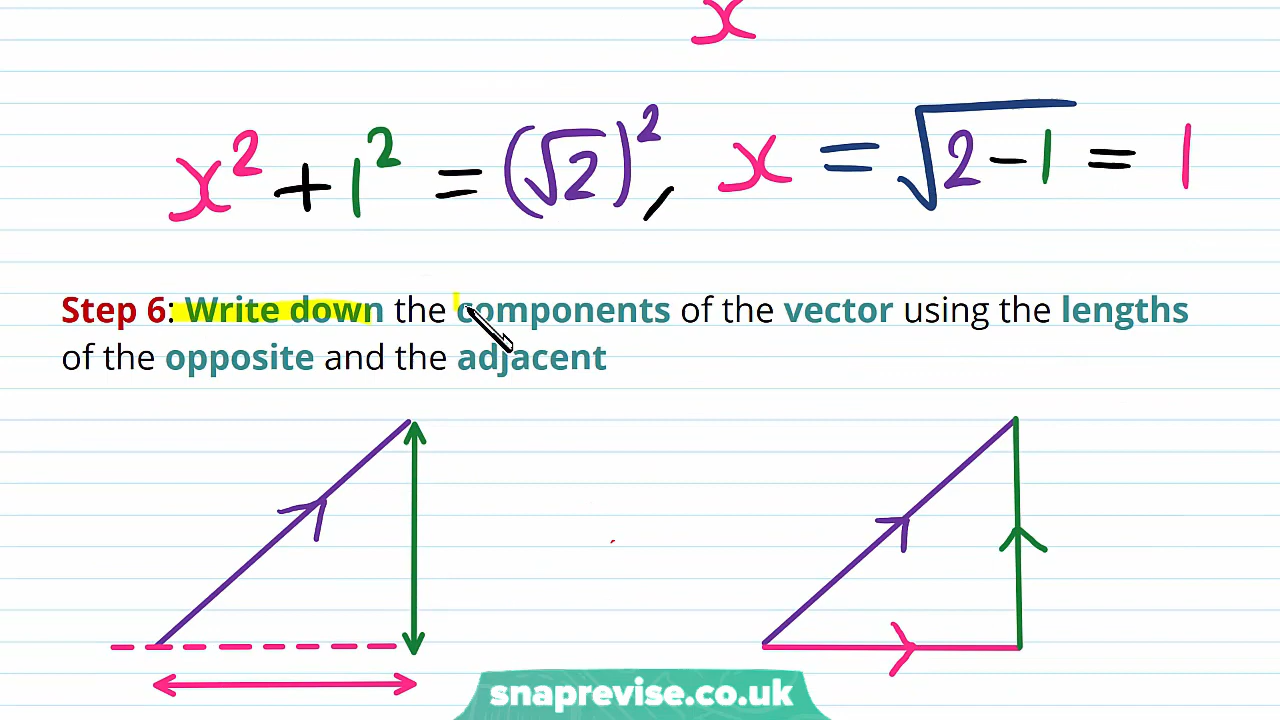 x
x² + 1² = (√2)², x = √2 - 1 = 1
Step 6: Write down the components of the vector using the lengths
of the opposite and the adjacent
snaprevise.co.uk